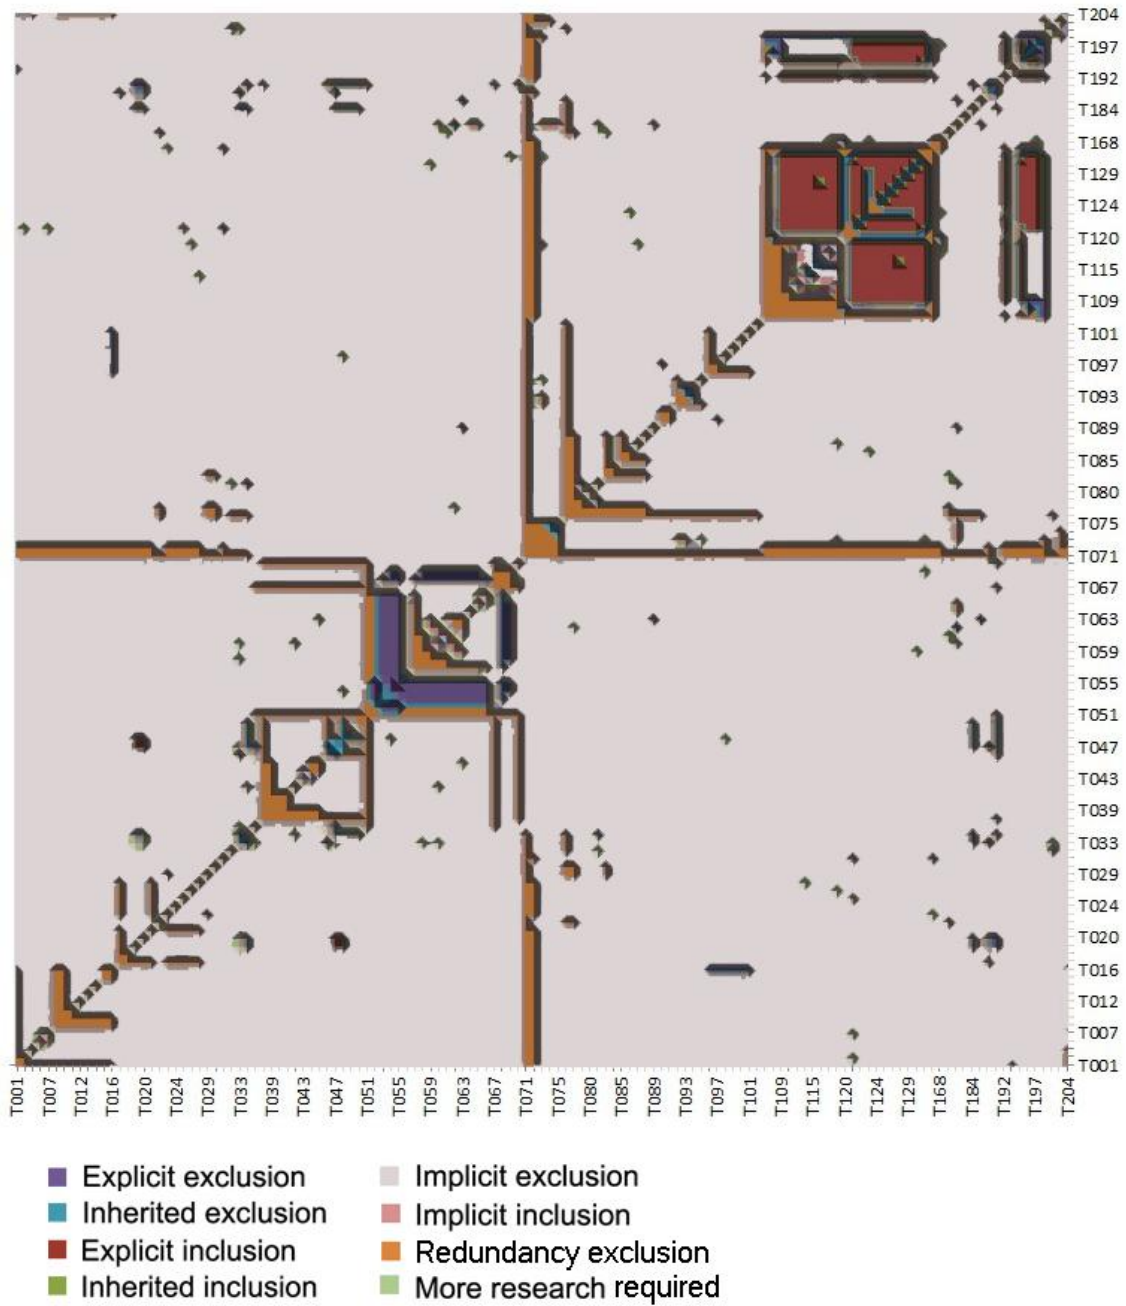 T204
T197
T192
T184
T168
T129
T124
T120
T115
T109
T101
T097
T093
T089
T085
T080
T075
T071
T067
T063
T059
T055
T051
T047
T043
T039
T033
T029
T024
T020
T016
T012
T007
T001
T001 T007 T012 T016 T020 T024 T029 T033 T039 T043 T047 T051 T055 T059 T063 T067 T071 T075 T080 T085 T089 T093 T097 T101 T109 T115 T120 T124 T129 T168 T184 T192 T197 T204
Explicit exclusion Implicit exclusion
Inherited exclusion Implicit inclusion
Explicit inclusion Redundancy exclusion
Inherited inclusion More research required